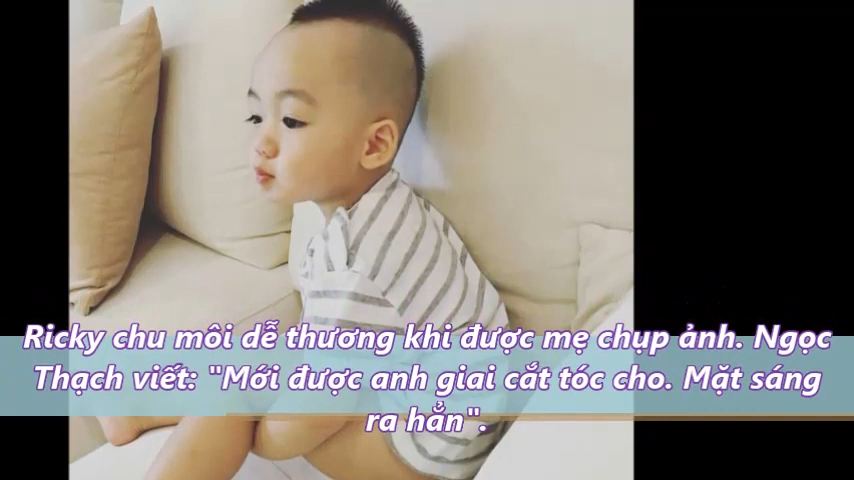 Ricky chu môi dễ thương khi được mẹ chụp ảnh. Ngọc
Thạch viết: "Mới được anh giai cắt tóc cho. Mặt sáng
ra hẳn".